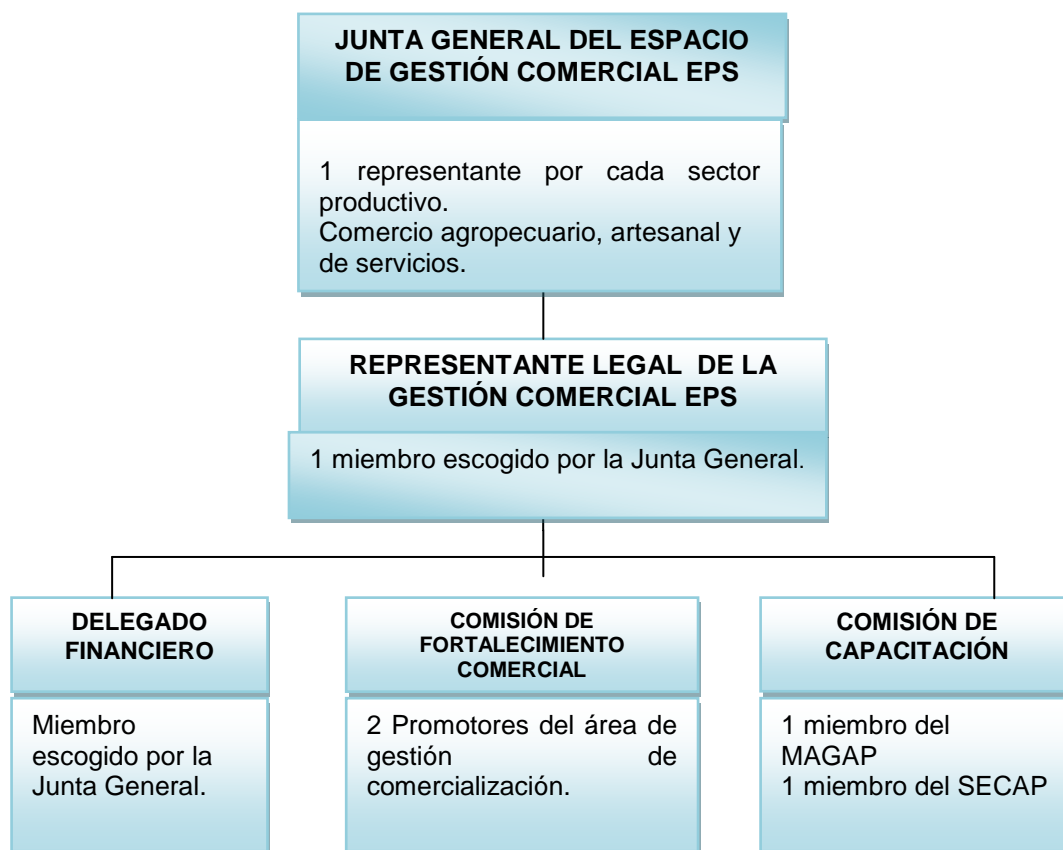 JUNTA GENERAL DEL ESPACIO
DE GESTIÓN COMERCIAL EPS
1 representante por cada sector
productivo.
Comercio agropecuario, artesanal y
de servicios.
REPRESENTANTE LEGAL DE LA
GESTIÓN COMERCIAL EPS
1 miembro escogido por la Junta General.
DELEGADO
FINANCIERO
Miembro
escogido por la
Junta General.
COMISIÓN DE
FORTALECIMIENTO
COMERCIAL
2 Promotores del área de
gestión de
comercialización.
COMISIÓN DE
CAPACITACIÓN
1 miembro del
MAGAP
1 miembro del SECAP